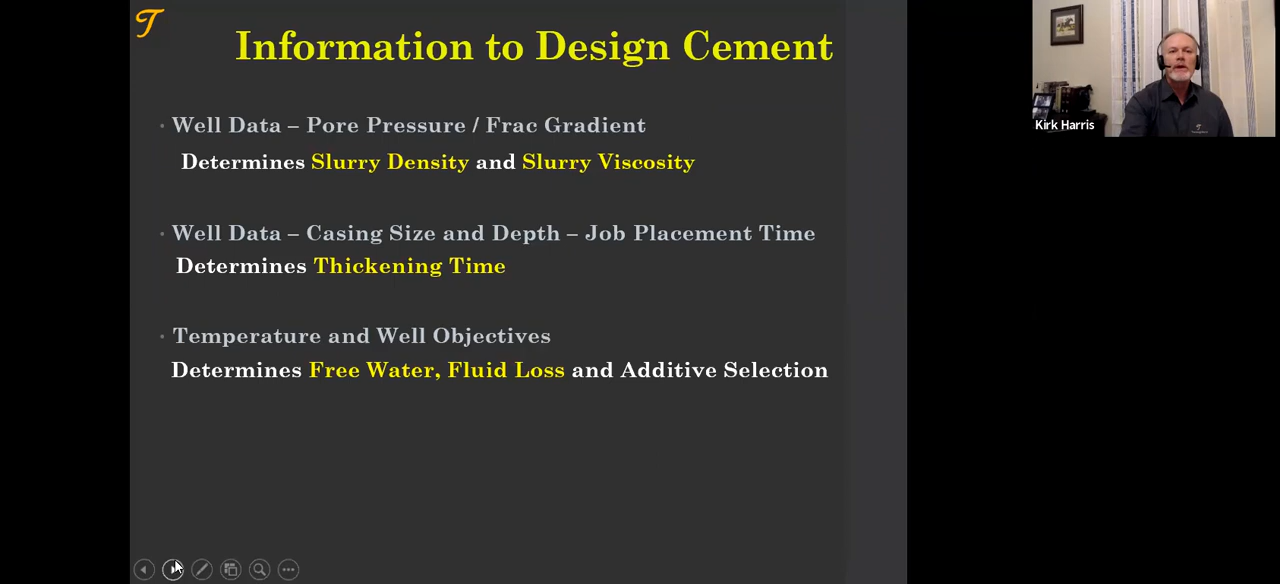 T
Information to Design Cement
• Well Data – Pore Pressure / Frac Gradient
Determines Slurry Density and Slurry Viscosity
• Well Data – Casing Size and Depth – Job Placement Time
Determines Thickening Time
• Temperature and Well Objectives
Determines Free Water, Fluid Loss and Additive Selection
Kirk Harris